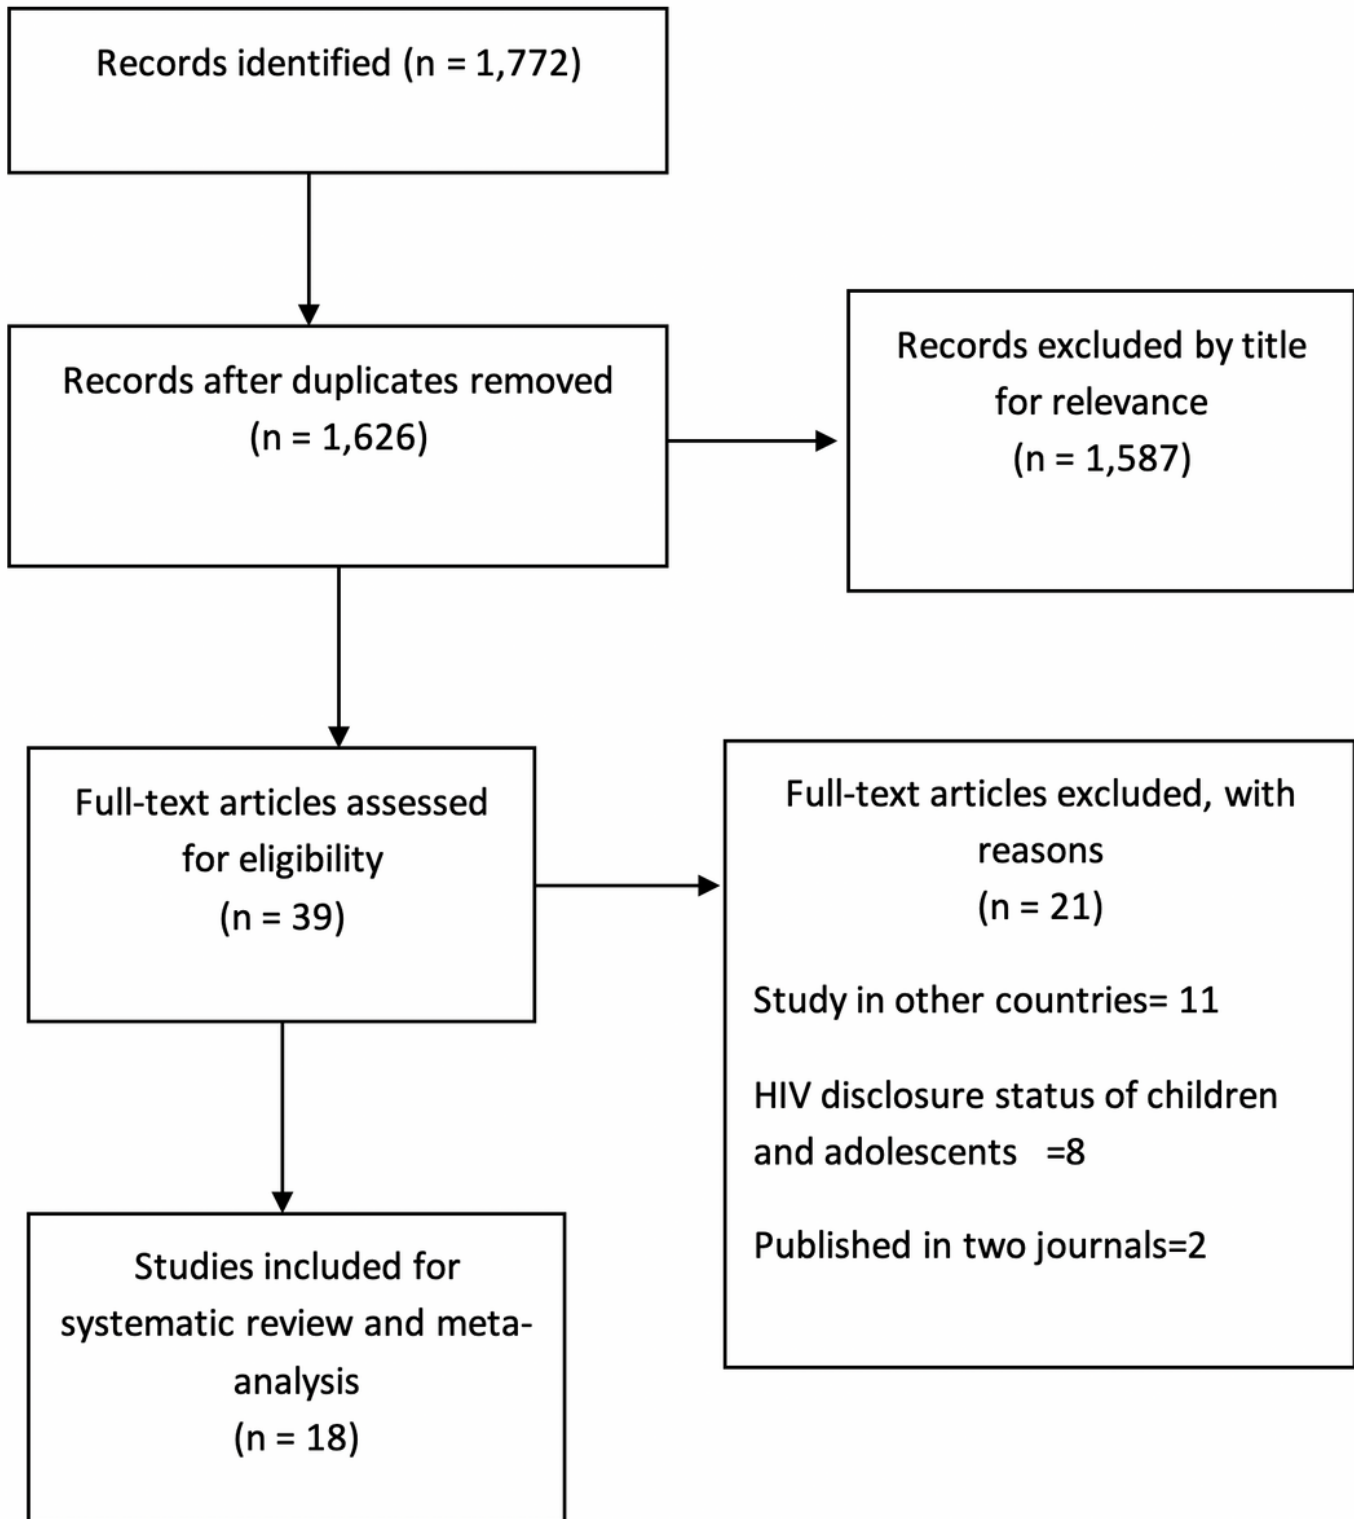 Records identified (n = 1,772)
Records after duplicates removed
(n = 1,626)
Records excluded by title
for relevance
(n = 1,587)
Full-text articles assessed
for eligibility
(n = 39)
Full-text articles excluded, with
reasons
(n = 21)
Study in other countries= 11
HIV disclosure status of children
and adolescents   =8
Published in two journals=2
Studies included for
systematic review and meta-
analysis
(n = 18)